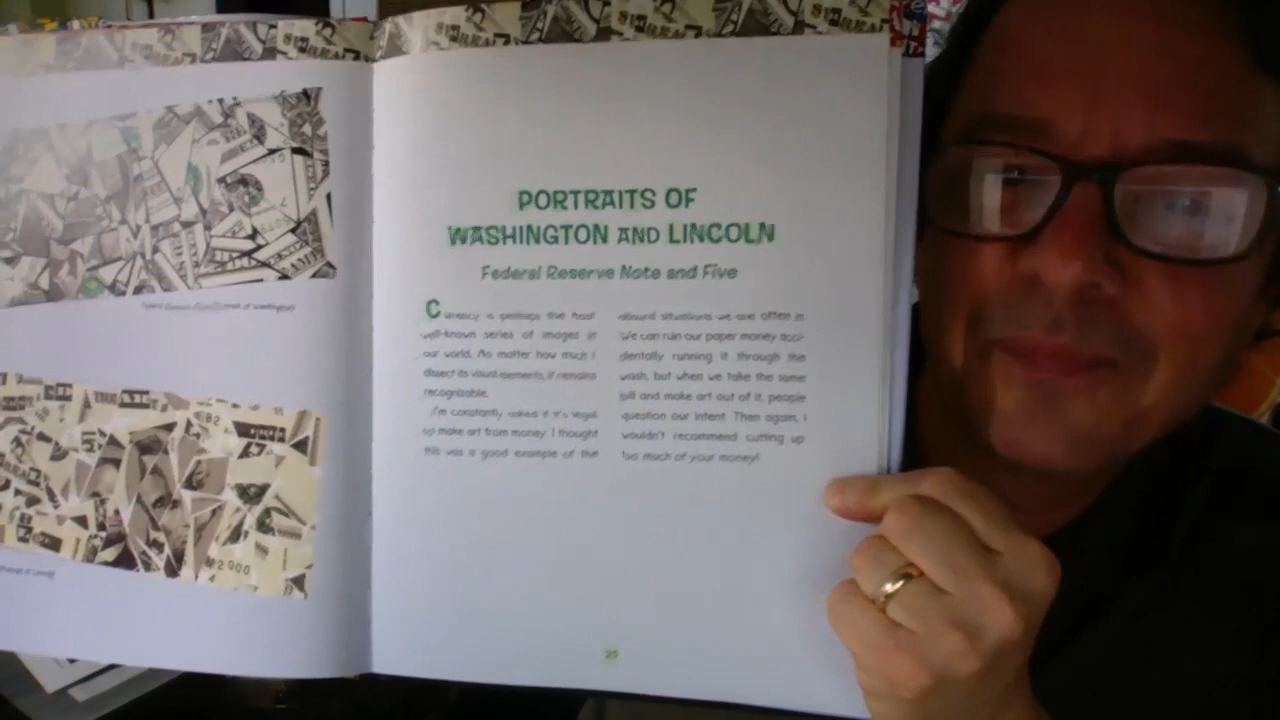 SURREAL
PORTRAITS OF
WASHINGTON AND LINCOLN
Federal Reserve Note and Five
Currency is perhaps the most
well-known series of images in
our world. No matter how much I
dissect its visual elements, it remains
recognizable.
I'm constantly asked if it's legal
to make art from money. I thought
this was a good example of the
absurd situations we are often in.
We can ruin our paper money acci-
dentally running it through the
wash, but when we take the same
bill and make art out of it, people
question our intent. Then again, I
wouldn't recommend cutting up
too much of your money!
25